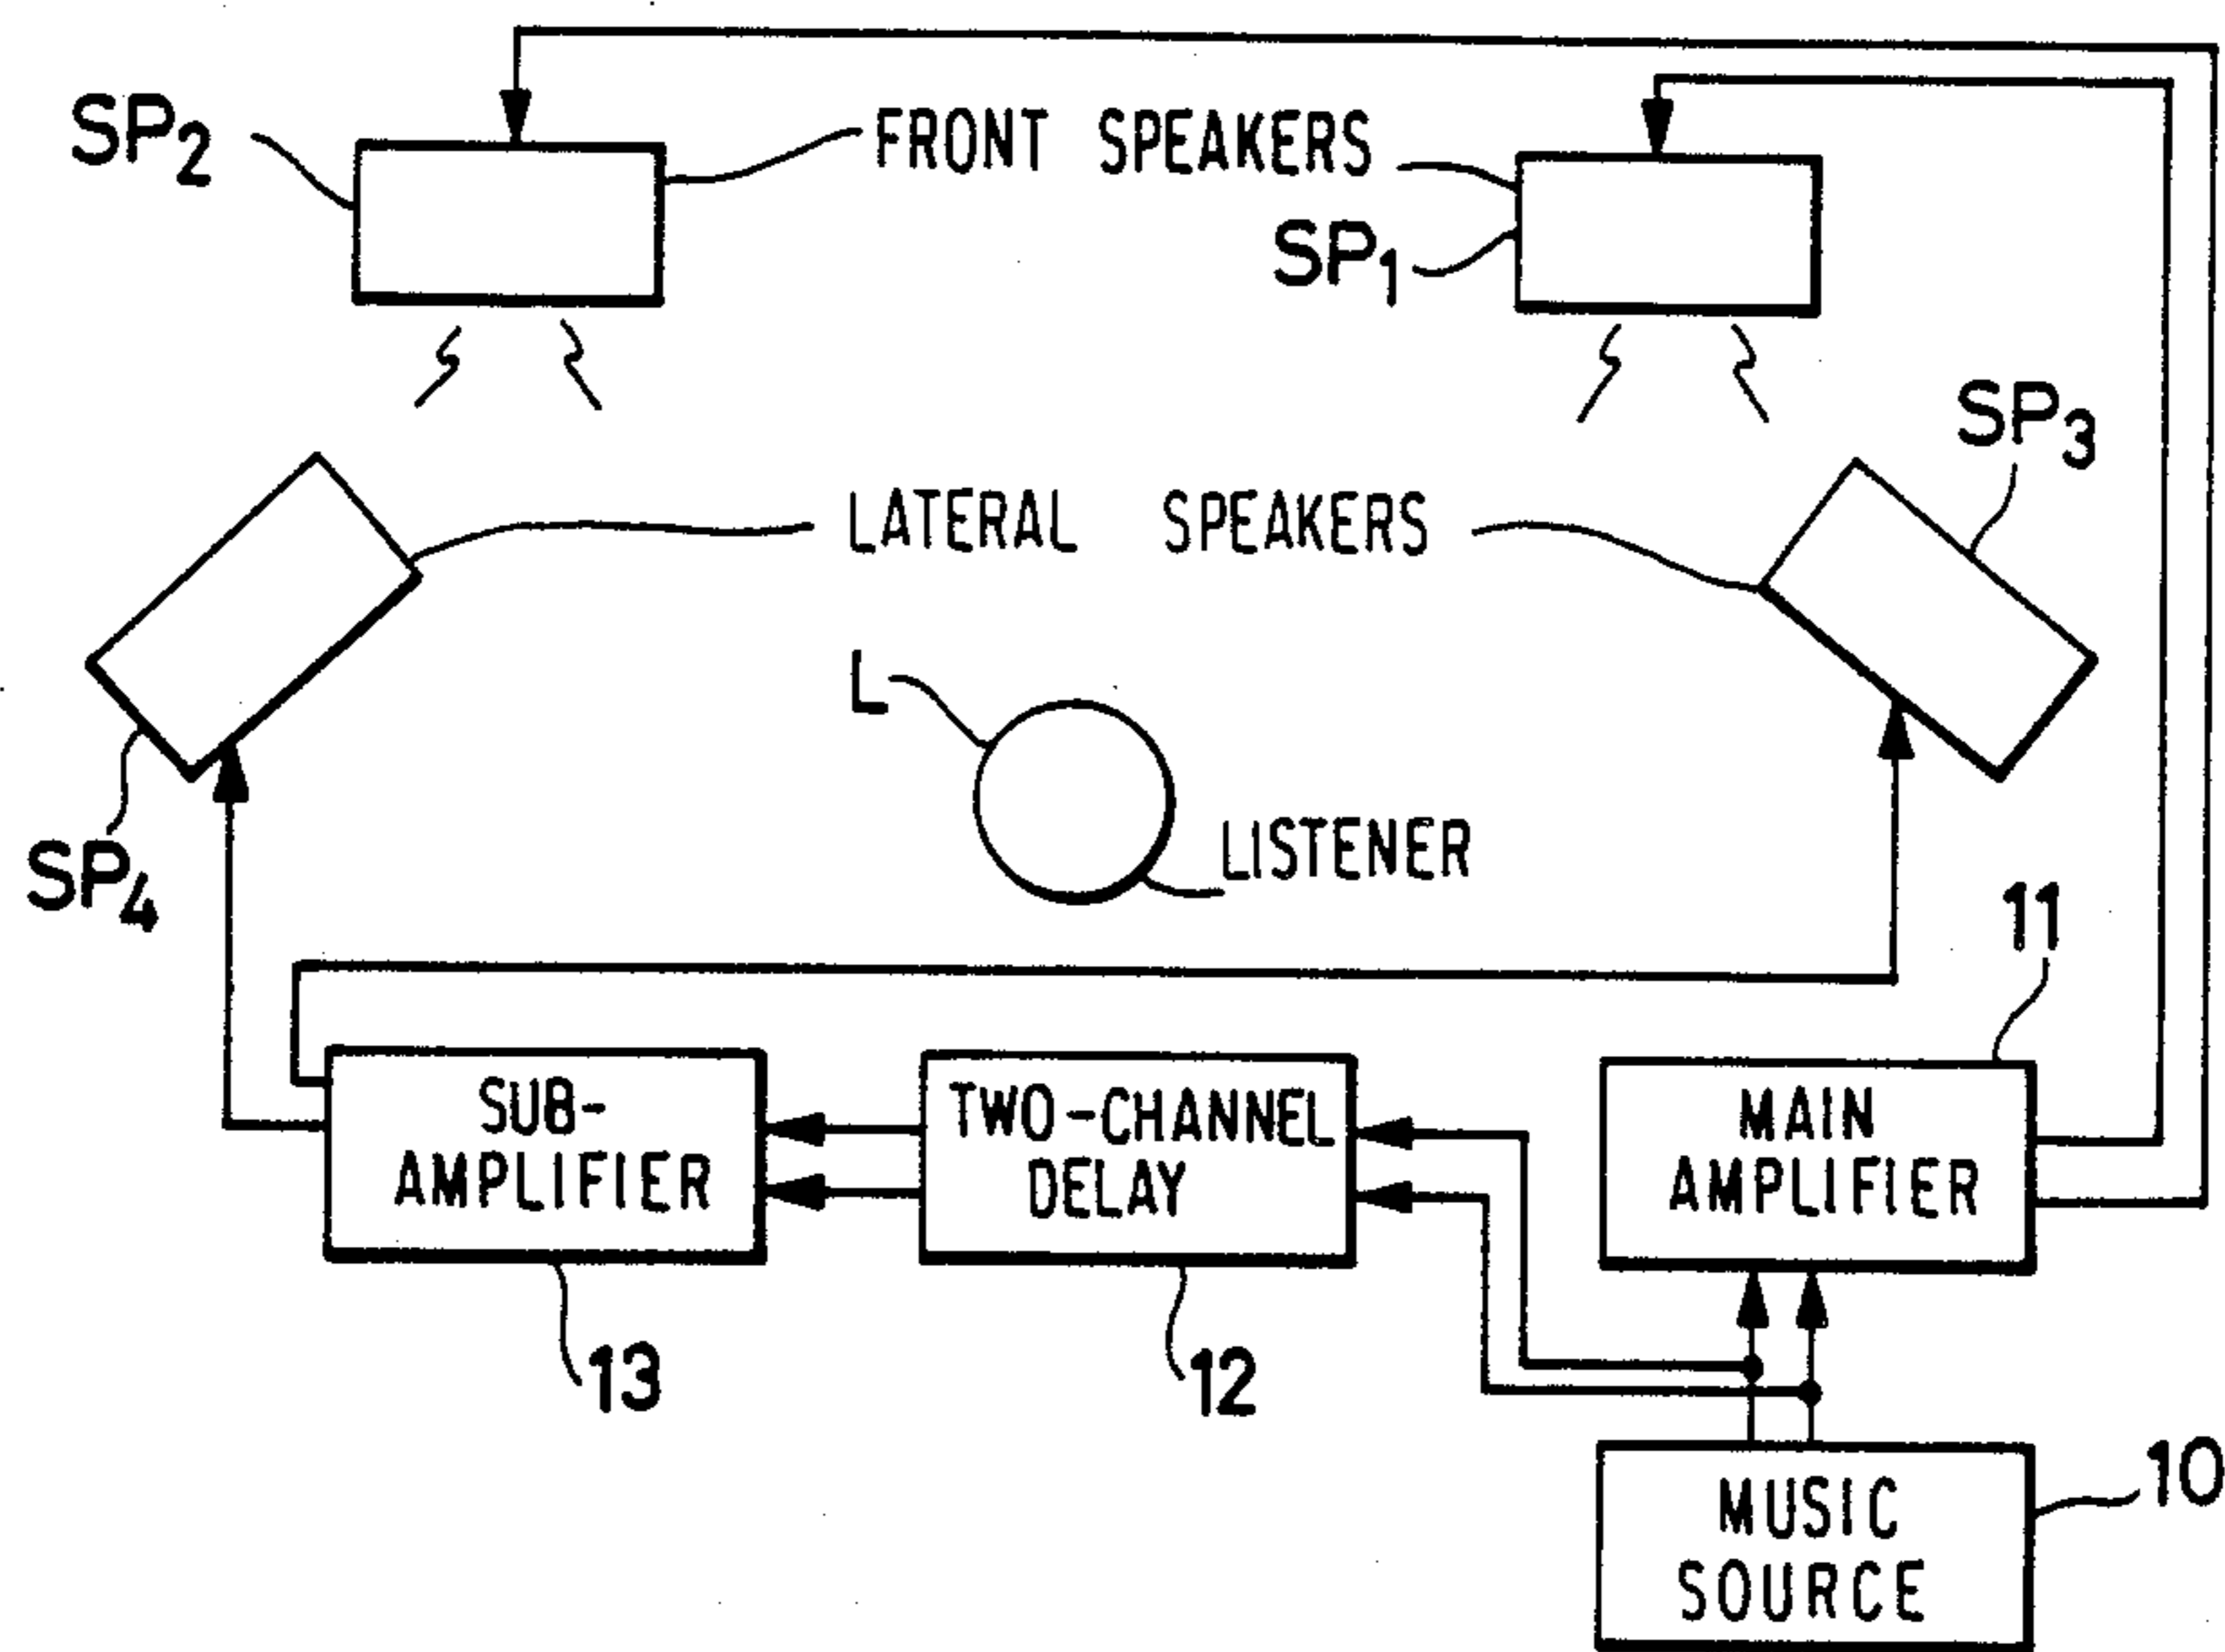 SP2
FRONT SPEAKERS
SP1
SP3
LATERAL SPEAKERS
L
LISTENER
SP4
11
SUB-
AMPLIFIER
TWO-CHANNEL
DELAY
MAIN
AMPLIFIER
13
12
10
MUSIC
SOURCE